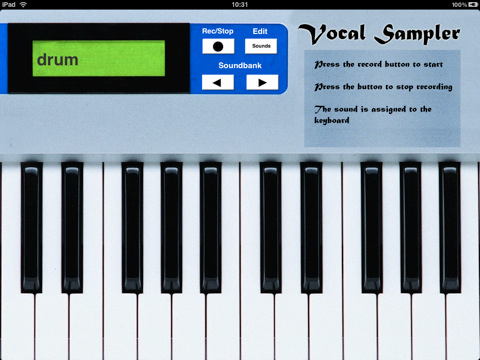 iPad 10:31 100%
Rec/Stop Edit
Vocal Sampler
drum
Sounds
Soundbank
Press the record button to start
Press the button to stop recording
The sound is assigned to the
keyboard